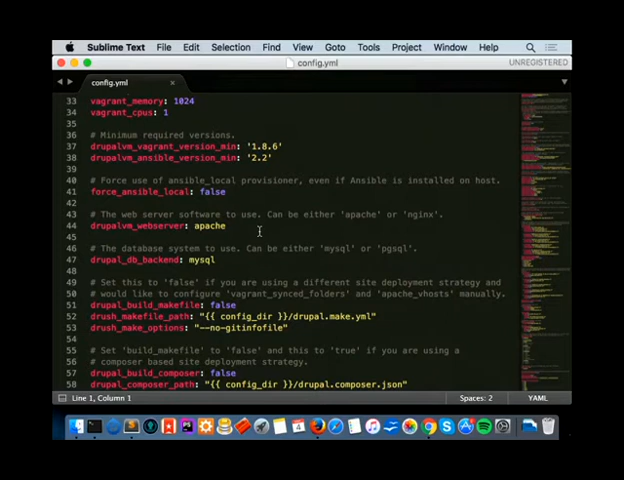 Sublime Text File Edit Selection Find Goto Tools Project Window Help
config.yml UNREGISTERED
config.yml ×
33 vagrant_memory: 1024
34 vagrant_cpus: 1
35
36 # Minimum required versions.
37 drupalvm_vagrant_version_min: '1.8.6'
38 drupalvm_ansible_version_min: '2.2'
39
40 # Force use of ansible_local provisioner, even if Ansible is installed on host.
41 force_ansible_local: false
42
43 # The web server software to use. Can be either 'apache' or 'nginx'.
44 drupalvm_webserver: apache
45
46 # The database system to use. Can be either 'mysql' or 'pgsql'.
47 drupal_db_backend: mysql
48
49 # Set this to 'false' if you are using a different site deployment strategy and
50 # would like to configure 'vagrant_synced_folders' and 'apache_vhosts' manually.
51 drupal_build_makefile: false
52 drush_makefile_path: "{{ config_dir }}/drupal.make.yml"
53 drush_make_options: "--no-gitinfofile"
54
55 # Set 'build_makefile' to 'false' and this to 'true' if you are using a
56 # composer based site deployment strategy.
57 drupal_build_composer: false
58 drupal_composer_path: "{{ config_dir }}/drupal.composer.json"
Line 1, Column 1 Spaces: 2 YAML